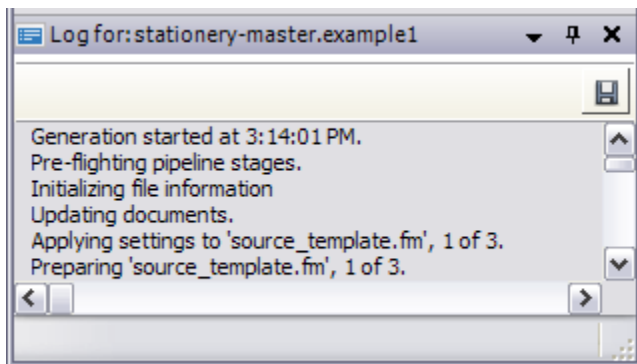 Log for: stationery-master.example1
Generation started at 3:14:01 PM.
Pre-flighting pipeline stages.
Initializing file information
Updating documents.
Applying settings to 'source_template.fm', 1 of 3.
Preparing 'source_template.fm', 1 of 3.